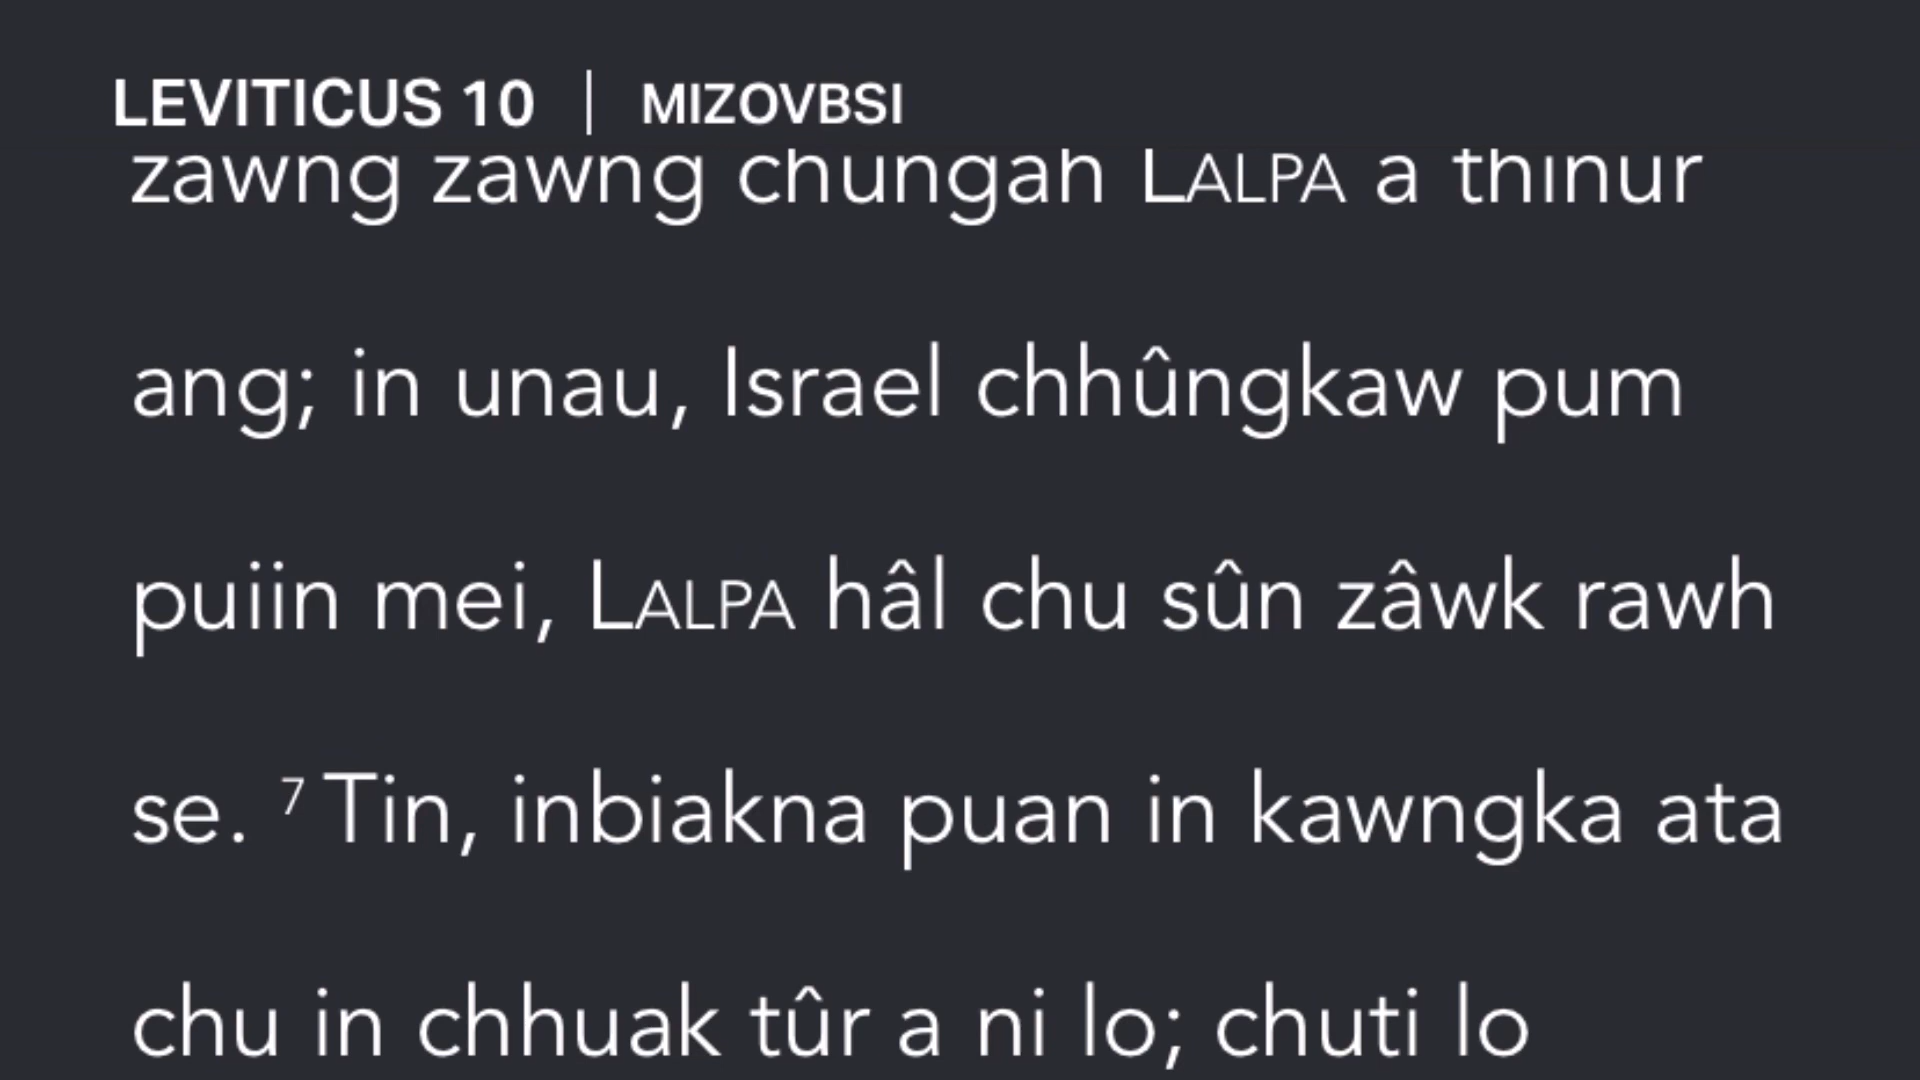 LEVITICUS 10 | MIZOVBSI
zawng zawng chungah LALPA a thinur
ang; in unau, Israel chhûngkaw pum
puiin mei, LALPA hâl chu sûn zâwk rawh
se. 7 Tin, inbiakna puan in kawngka ata
chu in chhuak tûr a ni lo; chuti lo